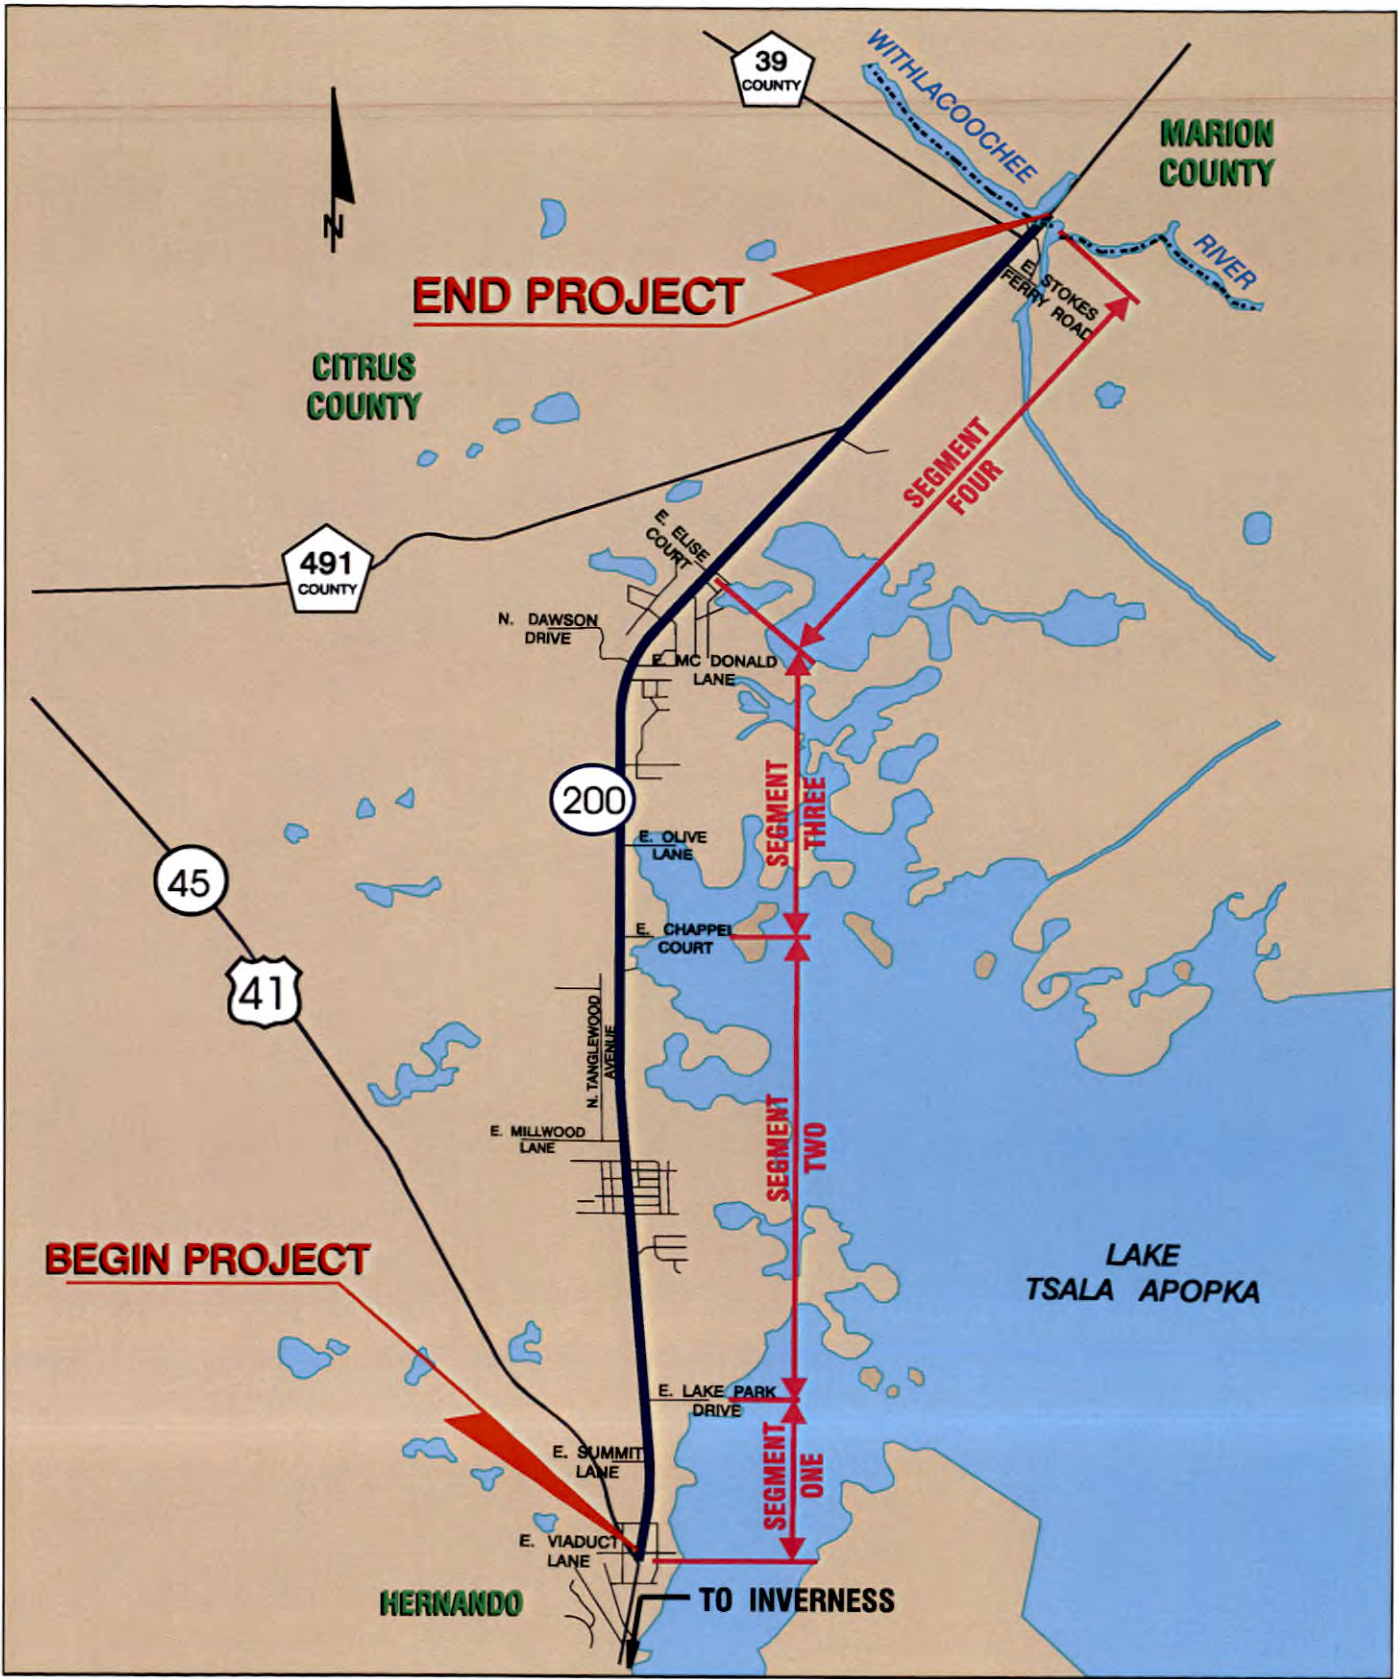 39
COUNTY
WITHLACOOCHEE
MARION
COUNTY
N
RIVER
END PROJECT
E. STOKES
FERRY ROAD
CITRUS
COUNTY
SEGMENT
FOUR
E. ELISE
COURT
491
COUNTY
N. DAWSON
DRIVE
E. MC DONALD
LANE
200
SEGMENT
THREE
E. OLIVE
LANE
45
E. CHAPPEL
COURT
41
N. TANGLEWOOD
AVENUE
E. MILLWOOD
LANE
SEGMENT
TWO
BEGIN PROJECT
LAKE
TSALA APOPKA
E. LAKE PARK
DRIVE
E. SUMMIT
LANE
SEGMENT
ONE
E. VIADUCT
LANE
HERNANDO
TO INVERNESS